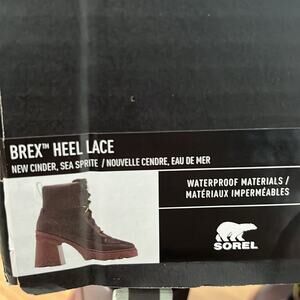 BREX™ HEEL LACE
NEW CINDER, SEA SPRITE / NOUVELLE CENDRE, EAU DE MER
WATERPROOF MATERIALS /
MATÉRIAUX IMPERMÉABLES
SOREL